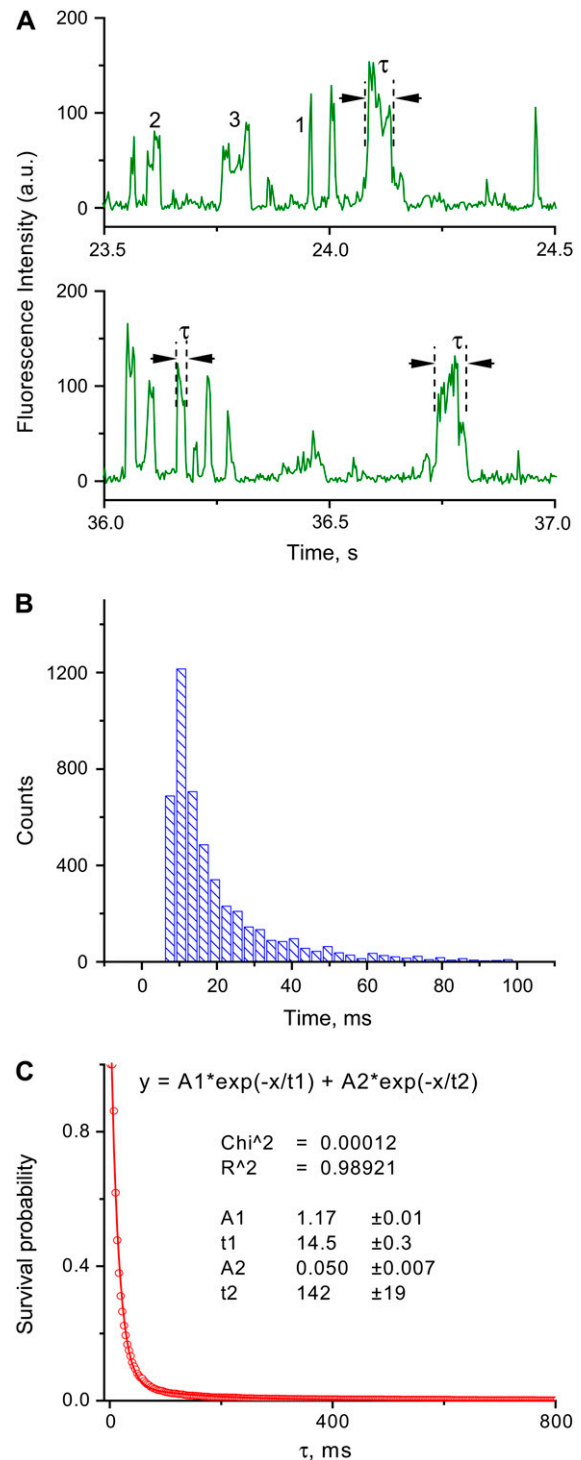 A
Fluorescence Intensity (a.u.)
200
100
0
2
3
1
τ
23.5
24.0
24.5
200
100
0
τ
τ
36.0
36.5
37.0
Time, s
B
Counts
1200
800
400
0
0
20
40
60
80
100
Time, ms
C
y = A1*exp(-x/t1) + A2*exp(-x/t2)
Chi^2 = 0.00012
R^2 = 0.98921
A1 1.17 ±0.01
t1 14.5 ±0.3
A2 0.050 ±0.007
t2 142 ±19
Survival probability
0.8
0.4
0.0
0
400
800
τ, ms